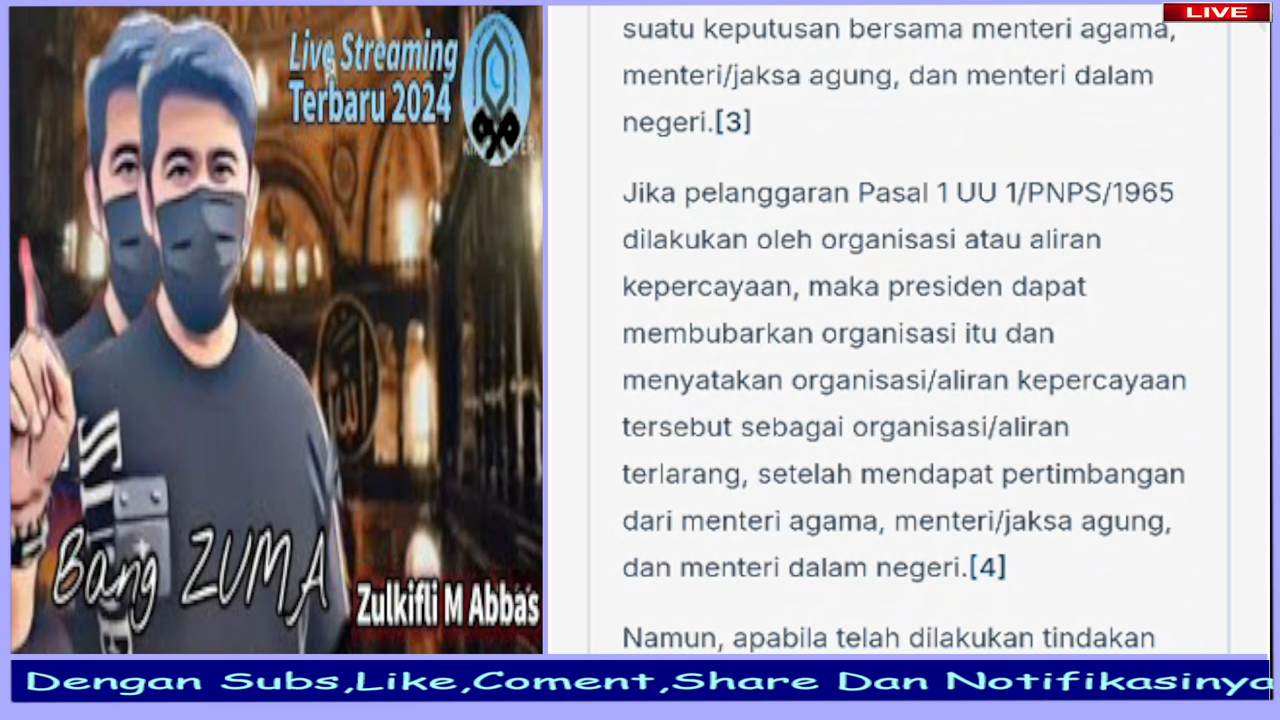 Live Streaming
Terbaru 2024
Bang ZUMA
Zulkifli M Abbas
LIVE
suatu keputusan bersama menteri agama,
menteri/jaksa agung, dan menteri dalam
negeri.[3]
Jika pelanggaran Pasal 1 UU 1/PNPS/1965
dilakukan oleh organisasi atau aliran
kepercayaan, maka presiden dapat
membubarkan organisasi itu dan
menyatakan organisasi/aliran kepercayaan
tersebut sebagai organisasi/aliran
terlarang, setelah mendapat pertimbangan
dari menteri agama, menteri/jaksa agung,
dan menteri dalam negeri.[4]
Namun, apabila telah dilakukan tindakan
Dengan Subs,Like,Coment,Share Dan Notifikasinya